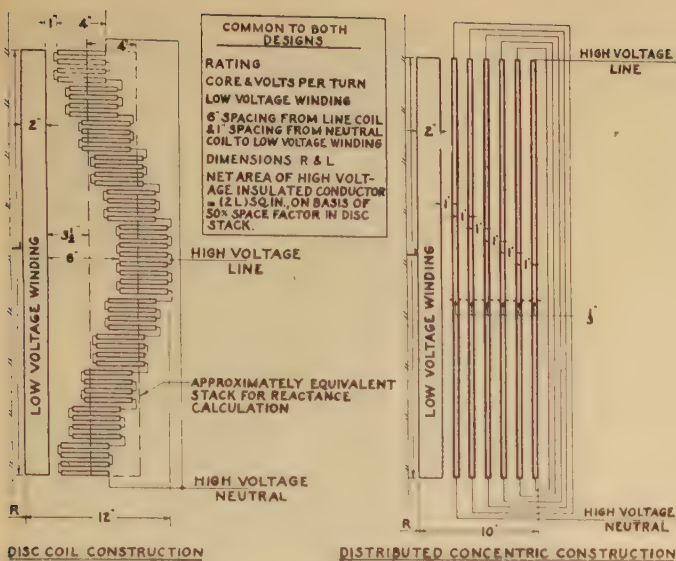 1"
4"
4"
2"
L
LOW VOLTAGE WINDING
3½"
6"
HIGH VOLTAGE
LINE
APPROXIMATELY EQUIVALENT
STACK FOR REACTANCE
CALCULATION
HIGH VOLTAGE
NEUTRAL
R
12"
DISC COIL CONSTRUCTION
COMMON TO BOTH
DESIGNS
RATING
CORE & VOLTS PER TURN
LOW VOLTAGE WINDING
6" SPACING FROM LINE COIL
& 1" SPACING FROM NEUTRAL
COIL TO LOW VOLTAGE WINDING
DIMENSIONS R & L
NET AREA OF HIGH VOLT-
AGE INSULATED CONDUCTOR
= (2L) SQ.IN., ON BASIS OF
50% SPACE FACTOR IN DISC
STACK.
HIGH VOLTAGE
LINE
2"
1"
1"
1"
1"
1"
1"
L
LOW VOLTAGE WINDING
HIGH VOLTAGE
NEUTRAL
R
10"
DISTRIBUTED CONCENTRIC CONSTRUCTION